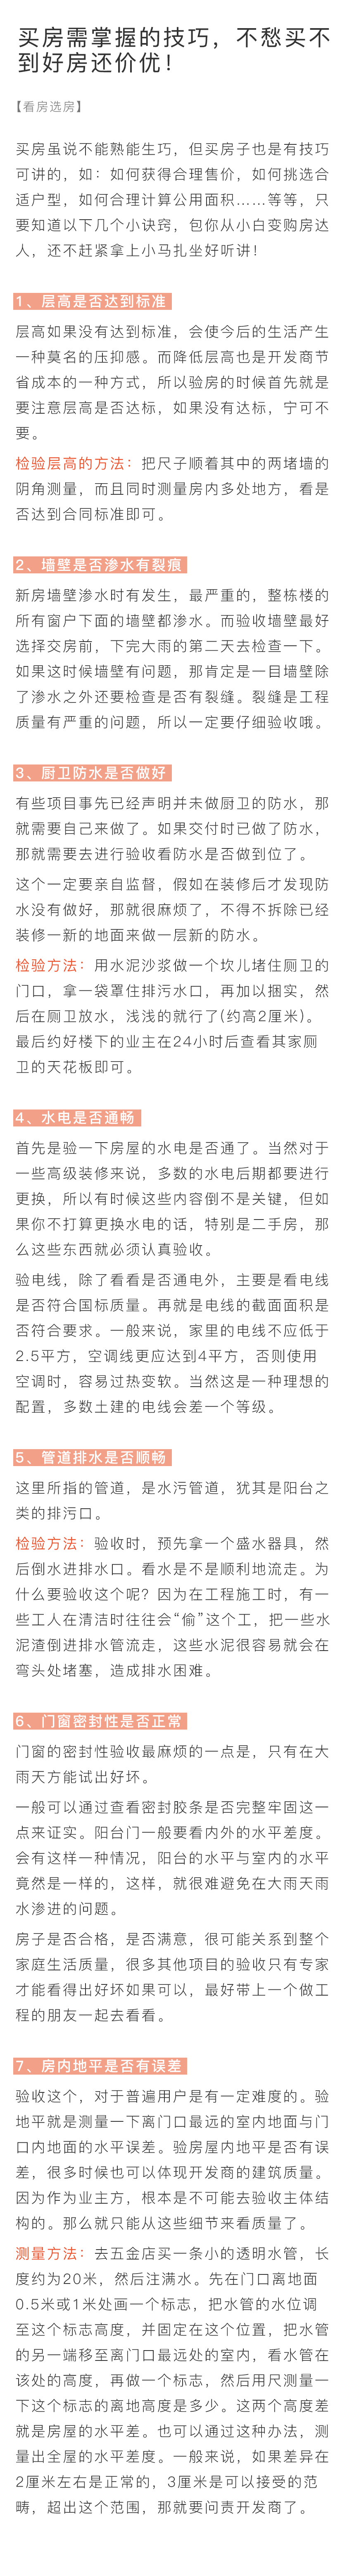 买房需掌握的技巧，不愁买不
到好房还价优！
【看房选房】
买房虽说不能熟能生巧，但买房子也是有技巧
可讲的，如：如何获得合理售价，如何挑选合
适户型，如何合理计算公用面积……等等，只
要知道以下几个小诀窍，包你从小白变购房达
人，还不赶紧拿上小马扎坐好听讲！
1、层高是否达到标准
层高如果没有达到标准，会使今后的生活产生
一种莫名的压抑感。而降低层高也是开发商节
省成本的一种方式，所以验房的时候首先就是
要注意层高是否达标，如果没有达标，宁可不
要。
检验层高的方法：把尺子顺着其中的两堵墙的
阴角测量，而且同时测量房内多处地方，看是
否达到合同标准即可。
2、墙壁是否渗水有裂痕
新房墙壁渗水时有发生，最严重的，整栋楼的
所有窗户下面的墙壁都渗水。而验收墙壁最好
选择交房前，下完大雨的第二天去检查一下。
如果这时候墙壁有问题，那肯定是一目墙壁除
了渗水之外还要检查是否有裂缝。裂缝是工程
质量有严重的问题，所以一定要仔细验收哦。
3、厨卫防水是否做好
有些项目事先已经声明并未做厨卫的防水，那
就需要自己来做了。如果交付时已做了防水，
那就需要去进行验收看防水是否做到位了。
这个一定要亲自监督，假如在装修后才发现防
水没有做好，那就很麻烦了，不得不拆除已经
装修一新的地面来做一层新的防水。
检验方法：用水泥沙浆做一个坎儿堵住厕卫的
门口，拿一袋罩住排污水口，再加以捆实，然
后在厕卫放水，浅浅的就行了(约高2厘米)。
最后约好楼下的业主在24小时后查看其家厕
卫的天花板即可。
4、水电是否通畅
首先是验一下房屋的水电是否通了。当然对于
一些高级装修来说，多数的水电后期都要进行
更换，所以有时候这些内容倒不是关键，但如
果你不打算更换水电的话，特别是二手房，那
么这些东西就必须认真验收。
验电线，除了看看是否通电外，主要是看电线
是否符合国标质量。再就是电线的截面面积是
否符合要求。一般来说，家里的电线不应低于
2.5平方，空调线更应达到4平方，否则使用
空调时，容易过热变软。当然这是一种理想的
配置，多数土建的电线会差一个等级。
5、管道排水是否顺畅
这里所指的管道，是水污管道，犹其是阳台之
类的排污口。
检验方法：验收时，预先拿一个盛水器具，然
后倒水进排水口。看水是不是顺利地流走。为
什么要验收这个呢？因为在工程施工时，有一
些工人在清洁时往往会“偷”这个工，把一些水
泥渣倒进排水管流走，这些水泥很容易就会在
弯头处堵塞，造成排水困难。
6、门窗密封性是否正常
门窗的密封性验收最麻烦的一点是，只有在大
雨天方能试出好坏。
一般可以通过查看密封胶条是否完整牢固这一
点来证实。阳台门一般要看内外的水平差度。
会有这样一种情况，阳台的水平与室内的水平
竟然是一样的，这样，就很难避免在大雨天雨
水渗进的问题。
房子是否合格，是否满意，很可能关系到整个
家庭生活质量，很多其他项目的验收只有专家
才能看得出好坏如果可以，最好带上一个做工
程的朋友一起去看看。
7、房内地平是否有误差
验收这个，对于普遍用户是有一定难度的。验
地平就是测量一下离门口最远的室内地面与门
口内地面的水平误差。验房屋内地平是否有误
差，很多时候也可以体现开发商的建筑质量。
因为作为业主方，根本是不可能去验收主体结
构的。那么就只能从这些细节来看质量了。
测量方法：去五金店买一条小的透明水管，长
度约为20米，然后注满水。先在门口离地面
0.5米或1米处画一个标志，把水管的水位调
至这个标志高度，并固定在这个位置，把水管
的另一端移至离门口最远处的室内，看水管在
该处的高度，再做一个标志，然后用尺测量一
下这个标志的离地高度是多少。这两个高度差
就是房屋的水平差。也可以通过这种办法，测
量出全屋的水平差度。一般来说，如果差异在
2厘米左右是正常的，3厘米是可以接受的范
畴，超出这个范围，那就要问责开发商了。